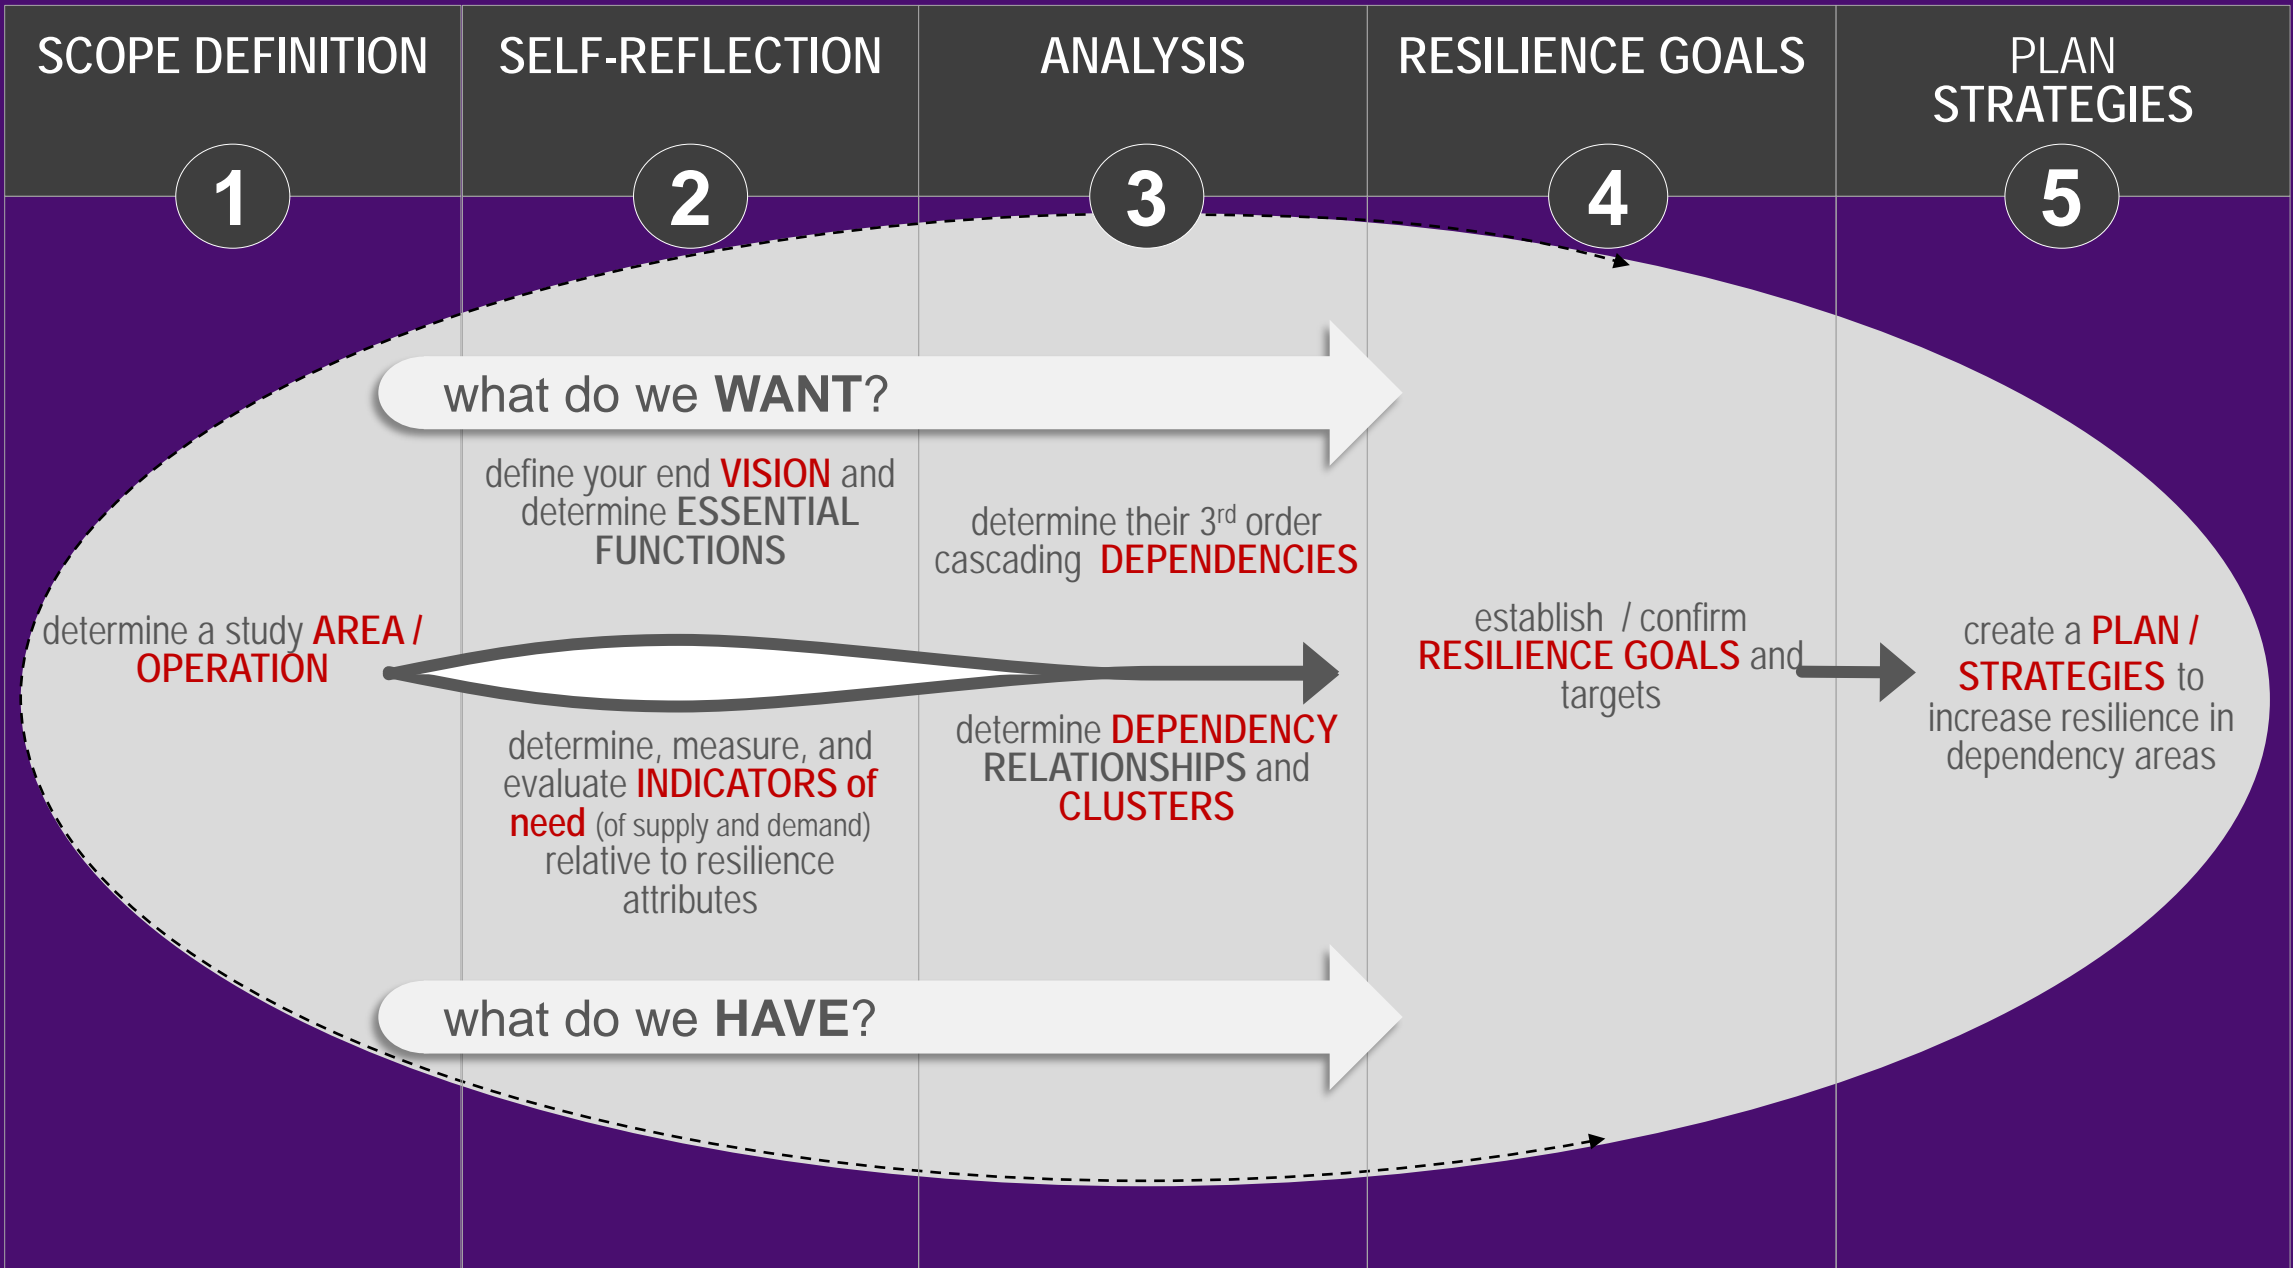 SCOPE DEFINITION
1
SELF-REFLECTION
2
ANALYSIS
3
RESILIENCE GOALS
4
PLAN
STRATEGIES
5
what do we WANT?
determine a study AREA /
OPERATION
define your end VISION and
determine ESSENTIAL
FUNCTIONS
determine, measure, and
evaluate INDICATORS of
need (of supply and demand)
relative to resilience
attributes
determine their 3rd order
cascading DEPENDENCIES
determine DEPENDENCY
RELATIONSHIPS and
CLUSTERS
establish / confirm
RESILIENCE GOALS and
targets
create a PLAN /
STRATEGIES to
increase resilience in
dependency areas
what do we HAVE?